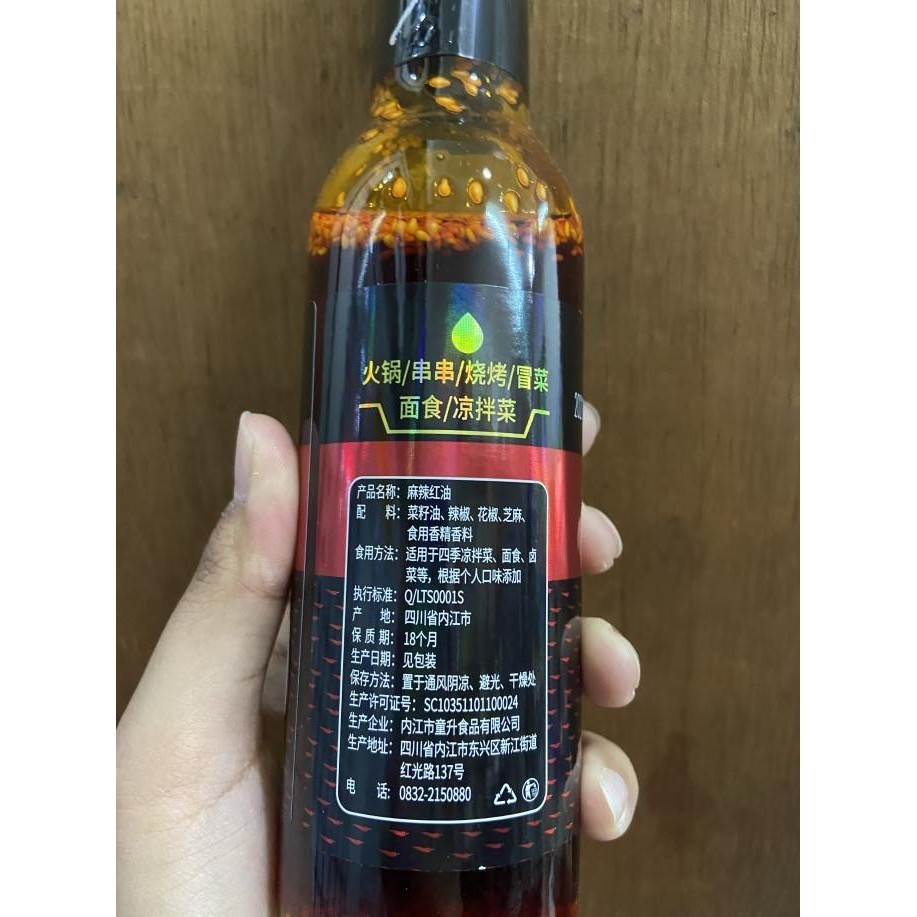 火锅/串串/烧烤/冒菜
面食/凉拌菜
产品名称：麻辣红油
配 料：菜籽油、辣椒、花椒、芝麻、
食用香精香料
食用方法：适用于四季凉拌菜、面食、卤
菜等，根据个人口味添加
执行标准：Q/LTS0001S
产 地：四川省内江市
保 质 期：18个月
生产日期：见包装
保存方法：置于通风阴凉、避光、干燥处
生产许可证号：SC10351101100024
生产企业：内江市童升食品有限公司
生产地址：四川省内江市东兴区新江街道
红光路137号
电 话：0832-2150880